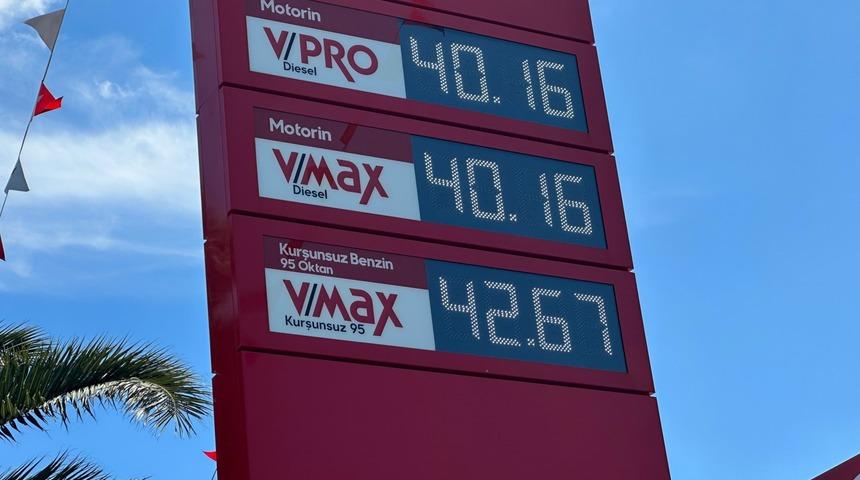 Motorin
V/PRO
Diesel
40.16
Motorin
V/Max
Diesel
40.16
Kurşunsuz Benzin
95 Oktan
V/Max
Kurşunsuz 95
42.67